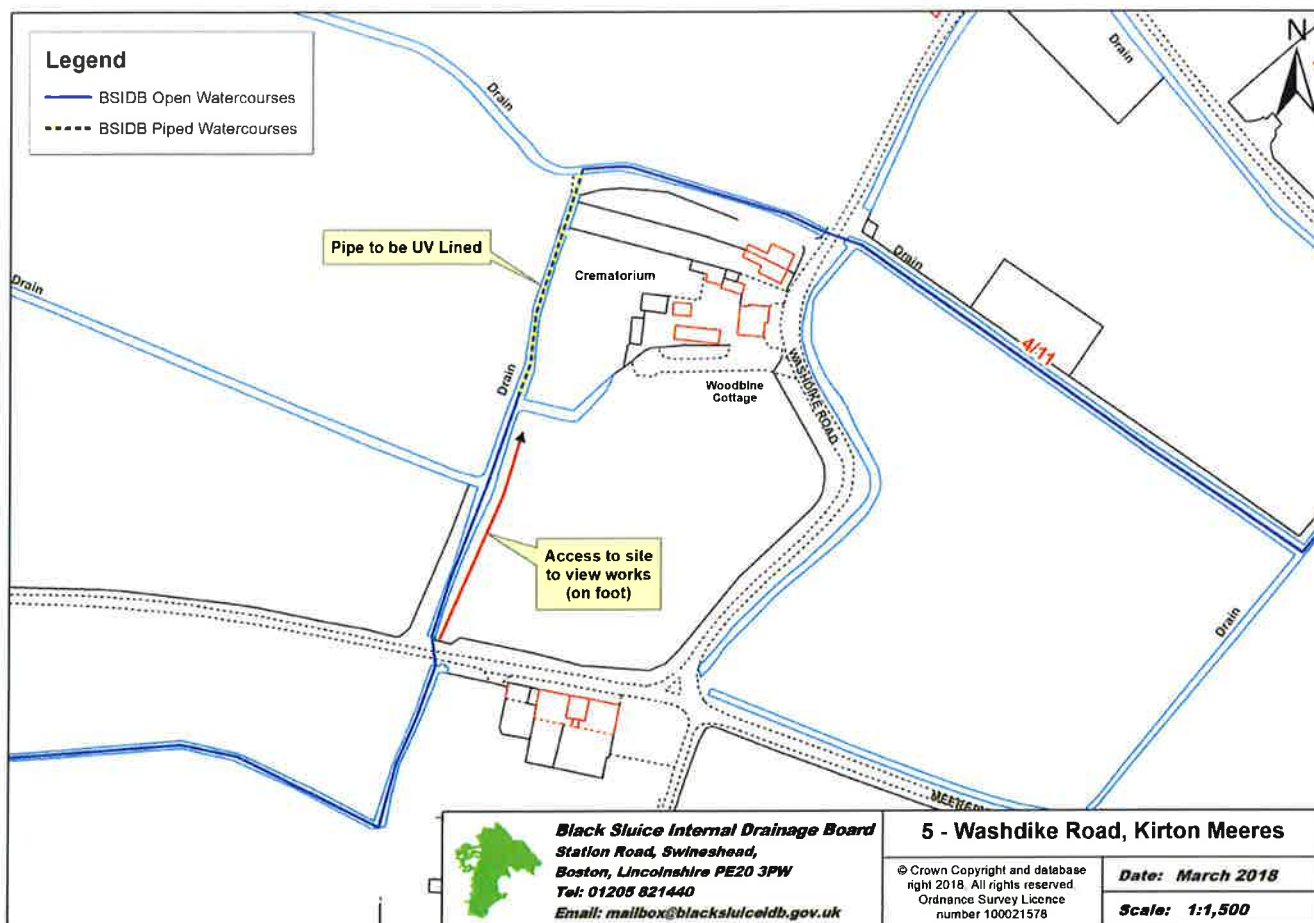 Legend
BSIDB Open Watercourses
BSIDB Piped Watercourses
N
Drain
Drain
Pipe to be UV Lined
Drain
Crematorium
Drain
4/11
Drain
Woodbine
Cottage
WASHDIKE ROAD
Access to site
to view works
(on foot)
Drain
Black Sluice Internal Drainage Board
Station Road, Swineshead,
Boston, Lincolnshire PE20 3PW
Tel: 01205 821440
Email: mailbox@blacksluiceidb.gov.uk
5 - Washdike Road, Kirton Meeres
© Crown Copyright and database
right 2018. All rights reserved.
Ordnance Survey Licence
number 100021578
Date: March 2018
Scale: 1:1,500